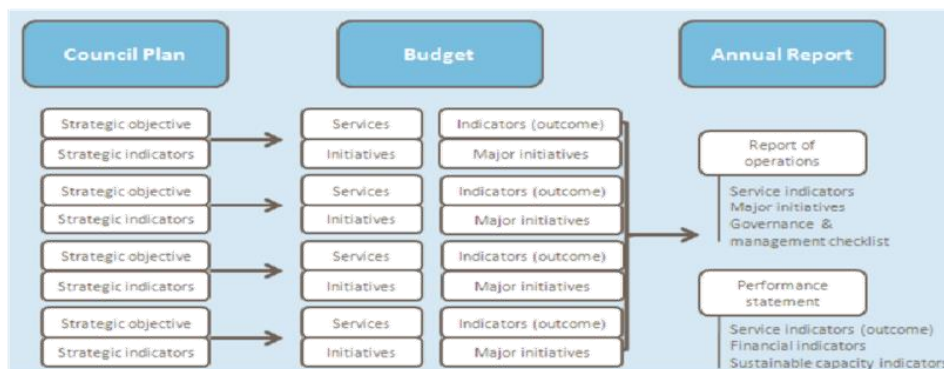 Council Plan
Budget
Annual Report
Strategic objective
Strategic indicators
Services
Initiatives
Indicators (outcome)
Major initiatives
Strategic objective
Strategic indicators
Services
Initiatives
Indicators (outcome)
Major initiatives
Strategic objective
Strategic indicators
Services
Initiatives
Indicators (outcome)
Major initiatives
Strategic objective
Strategic indicators
Services
Initiatives
Indicators (outcome)
Major initiatives
Report of
operations
Service indicators
Major initiatives
Governance &
management checklist
Performance
statement
Service indicators (outcome)
Financial indicators
Sustainable capacity indicators